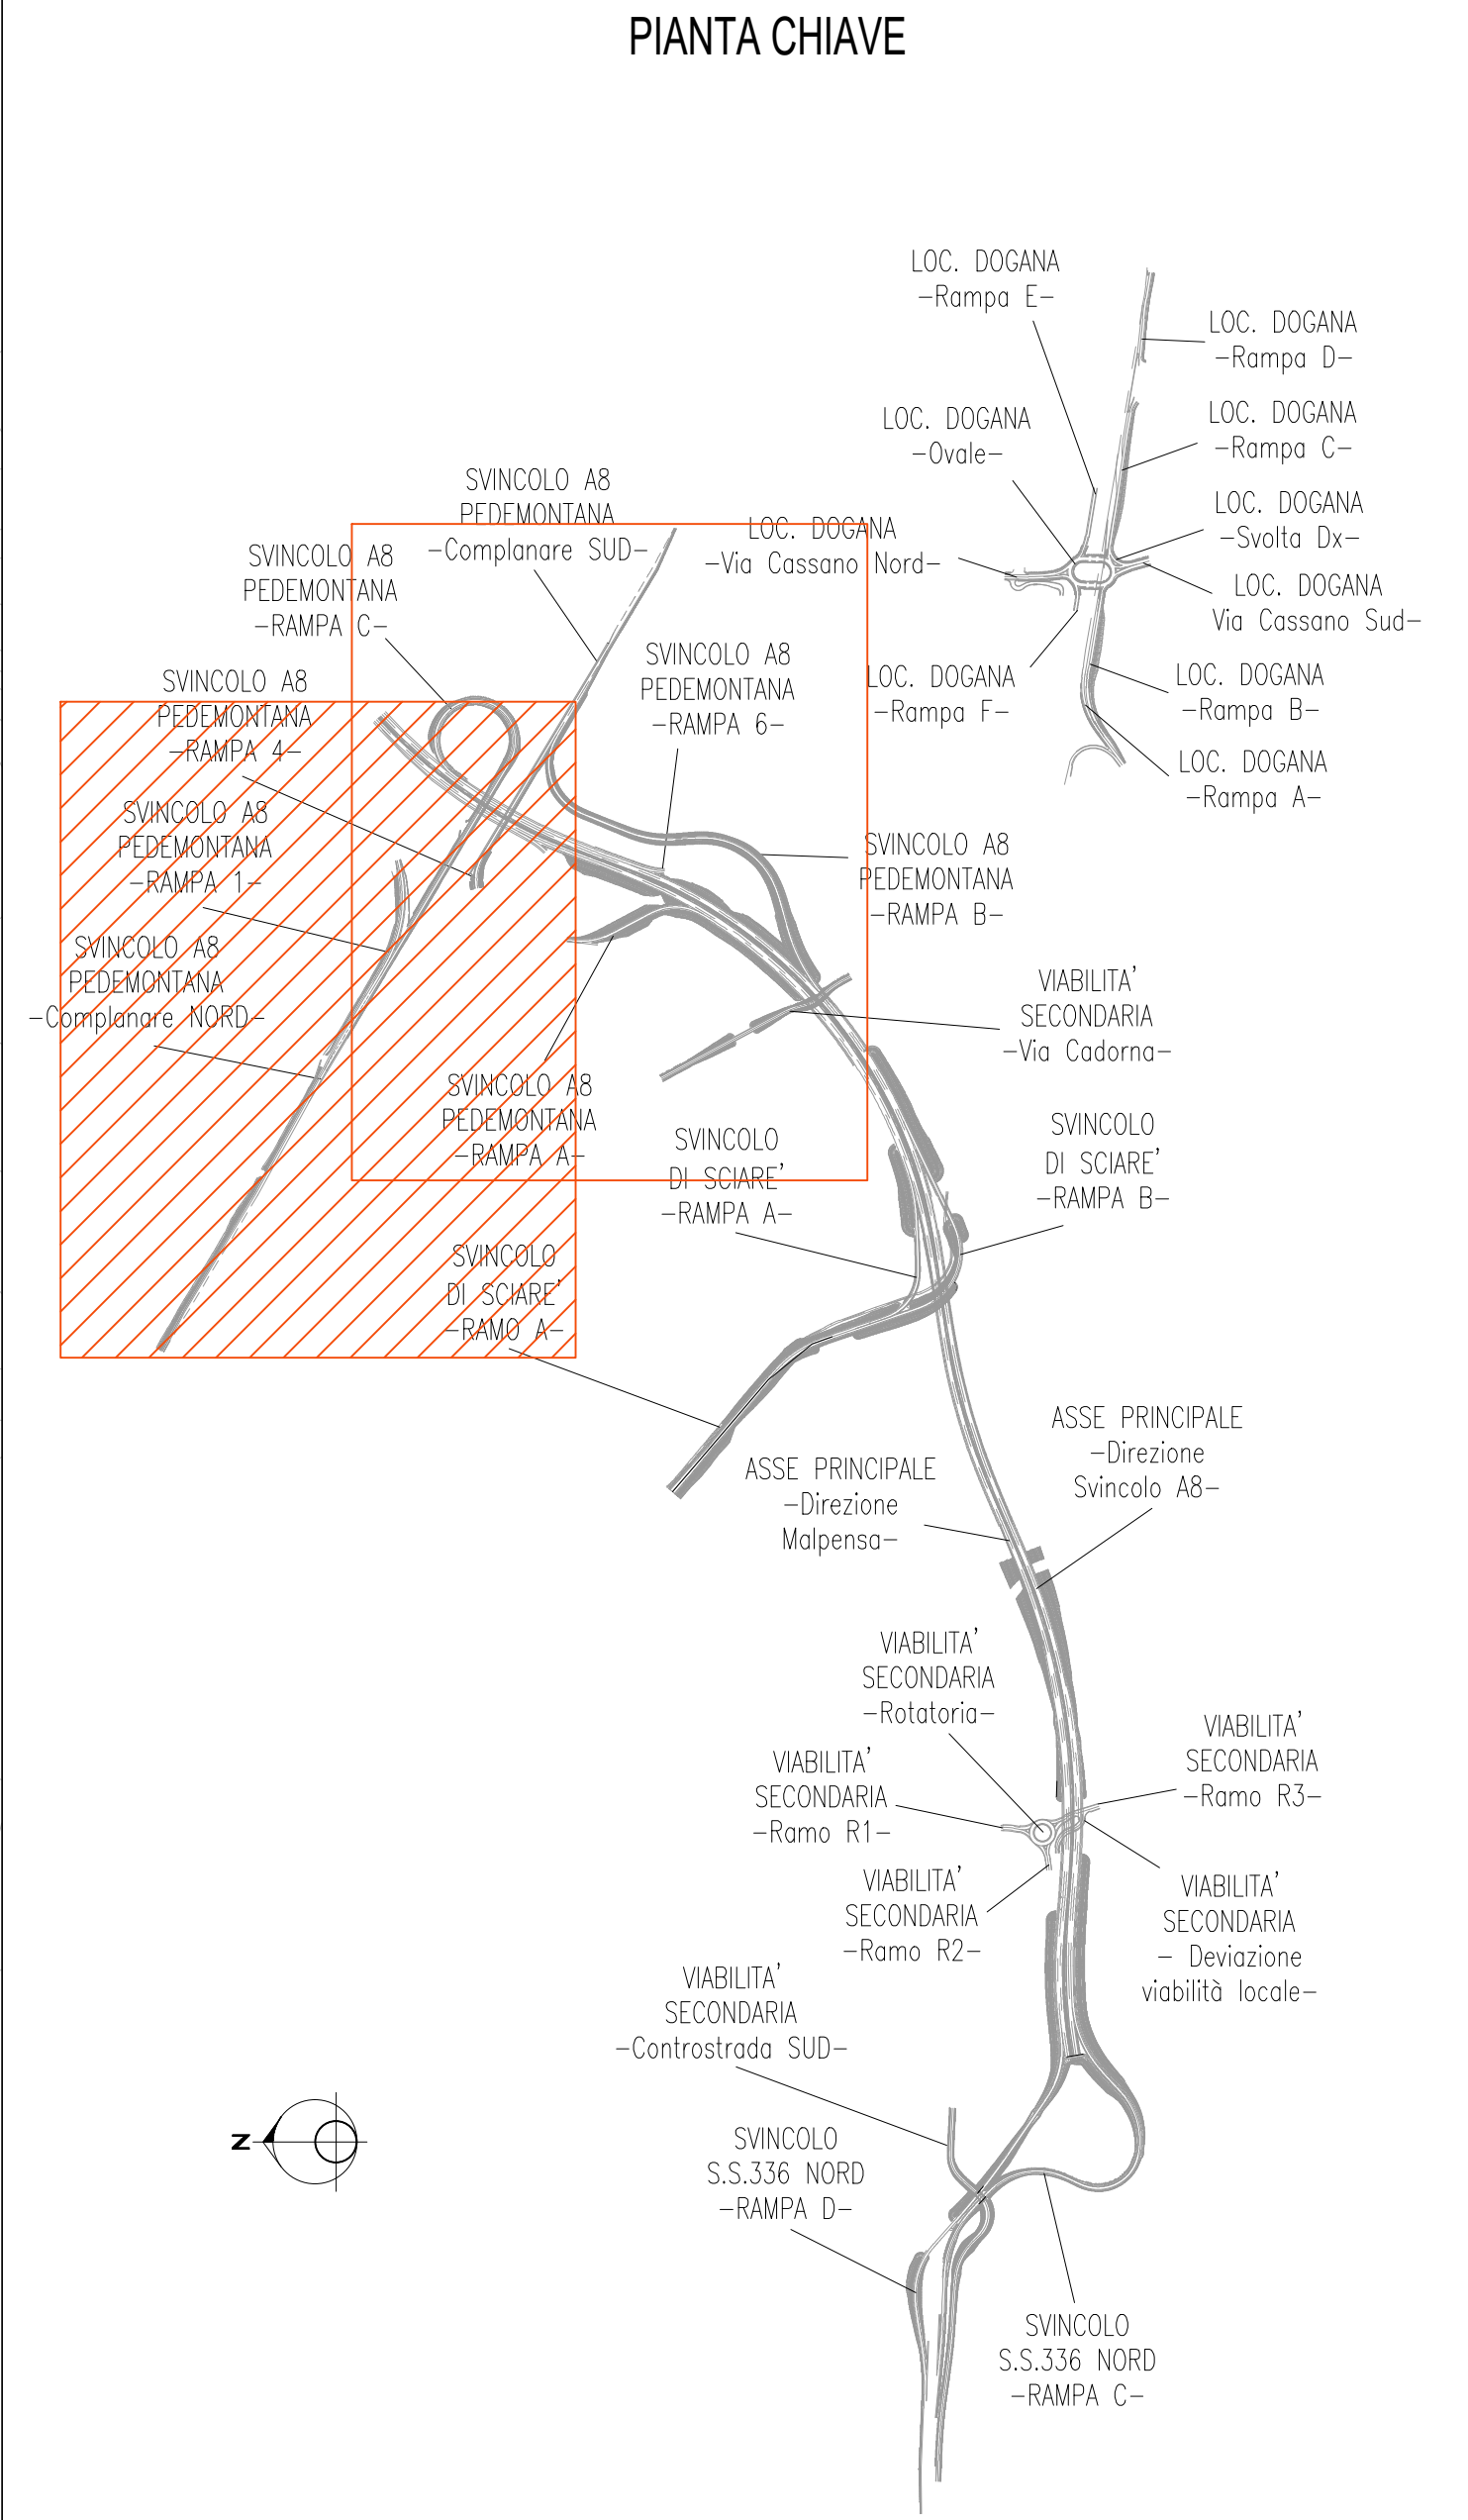 PIANTA CHIAVE
LOC. DOGANA
-Rampa E-
LOC. DOGANA
-Rampa D-
LOC. DOGANA
-Ovale-
LOC. DOGANA
-Rampa C-
SVINCOLO A8
PEDEMONTANA
-Complanare SUD-
LOC. DOGANA
-Svolta Dx-
LOC. DOGANA
-Via Cassano Nord-
SVINCOLO A8
PEDEMONTANA
-RAMPA C-
LOC. DOGANA
Via Cassano Sud-
SVINCOLO A8
PEDEMONTANA
-RAMPA 6-
LOC. DOGANA
-Rampa F-
LOC. DOGANA
-Rampa B-
SVINCOLO A8
PEDEMONTANA
-RAMPA 4-
LOC. DOGANA
-Rampa A-
SVINCOLO A8
PEDEMONTANA
-RAMPA 1-
SVINCOLO A8
PEDEMONTANA
-RAMPA B-
SVINCOLO A8
PEDEMONTANA
-Complanare NORD-
VIABILITA'
SECONDARIA
-Via Cadorna-
SVINCOLO A8
PEDEMONTANA
-RAMPA A-
SVINCOLO
DI SCIARE'
-RAMPA A-
SVINCOLO
DI SCIARE'
-RAMPA B-
SVINCOLO
DI SCIARE'
-RAMO A-
ASSE PRINCIPALE
-Direzione
Svincolo A8-
ASSE PRINCIPALE
-Direzione
Malpensa-
VIABILITA'
SECONDARIA
-Rotatoria-
VIABILITA'
SECONDARIA
-Ramo R3-
VIABILITA'
SECONDARIA
-Ramo R1-
VIABILITA'
SECONDARIA
-Ramo R2-
VIABILITA'
SECONDARIA
- Deviazione
viabilità locale-
VIABILITA'
SECONDARIA
-Controstrada SUD-
N
SVINCOLO
S.S.336 NORD
-RAMPA D-
SVINCOLO
S.S.336 NORD
-RAMPA C-